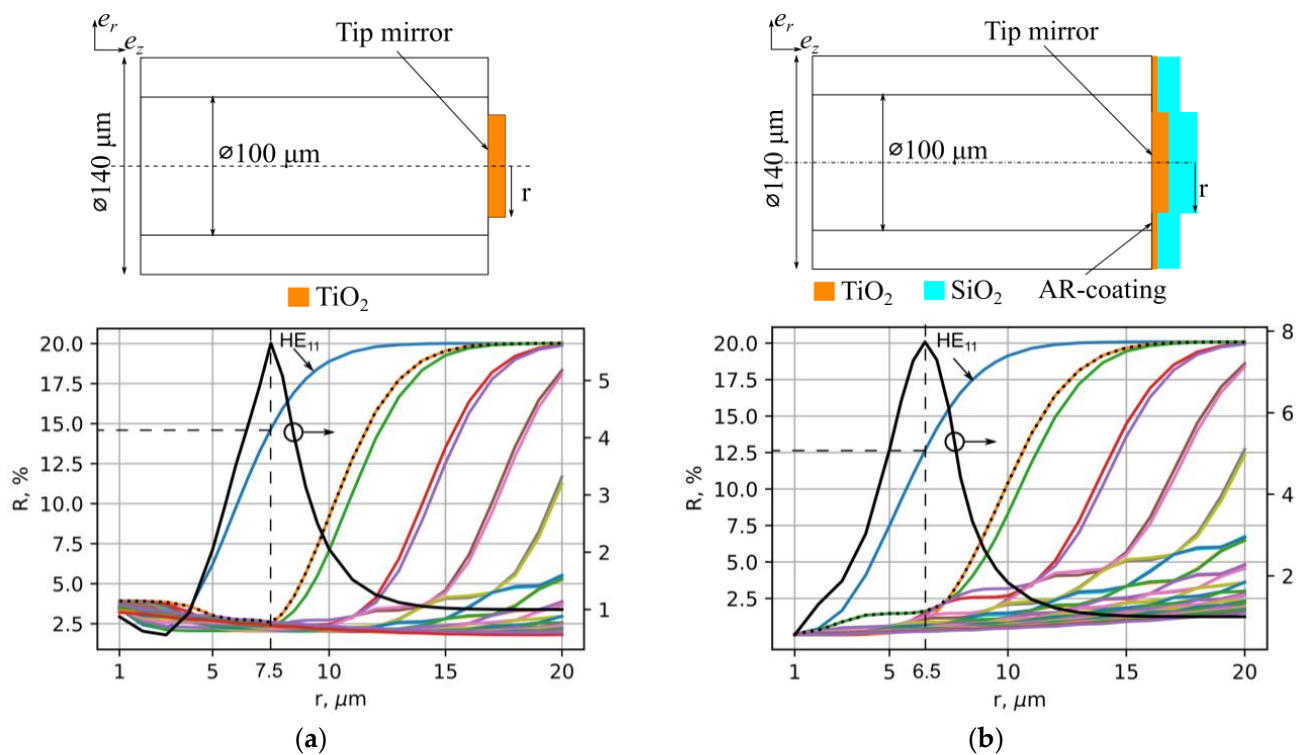 e_r
e_z
Tip mirror
⌀140 μm
⌀100 μm
r
TiO₂
HE₁₁
R, %
20.0
17.5
15.0
12.5
10.0
7.5
5.0
2.5
5
4
3
2
1
1
5
7.5
10
15
20
r, μm
(a)
e_r
e_z
Tip mirror
⌀140 μm
⌀100 μm
r
TiO₂
SiO₂
AR-coating
HE₁₁
R, %
20.0
17.5
15.0
12.5
10.0
7.5
5.0
2.5
8
6
4
2
1
5
6.5
10
15
20
r, μm
(b)